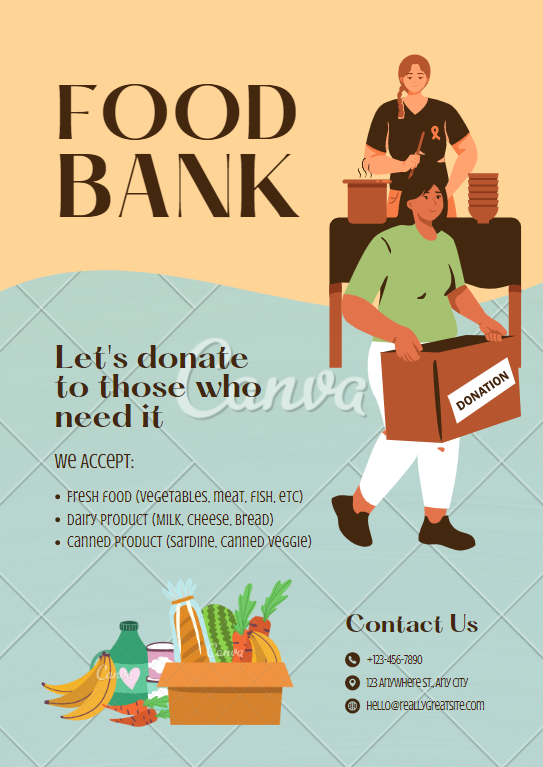 FOOD
BANK
Let's donate
to those who
need it
We Accept:
Fresh food (Vegetables, meat, fish, etc)
Dairy Product (Milk, Cheese, Bread)
Canned Product (Sardine, Canned Veggie)
DONATION
Canva
Canva
Canva
Contact Us
+123-456-7890
123 Anywhere St., Any City
hello@reallygreatsite.com